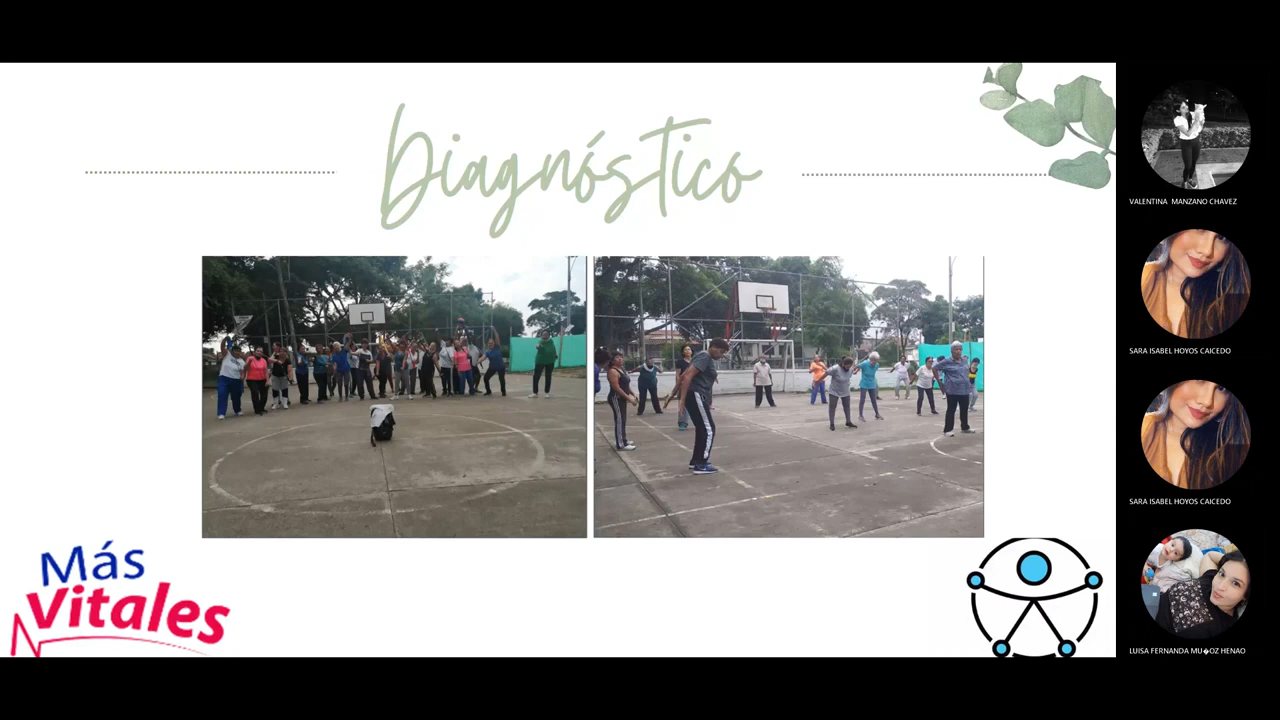 Diagnóstico
Más
Vitales
VALENTINA MANZANO CHAVEZ
SARA ISABEL HOYOS CAICEDO
SARA ISABEL HOYOS CAICEDO
LUISA FERNANDA MU�OZ HENAO